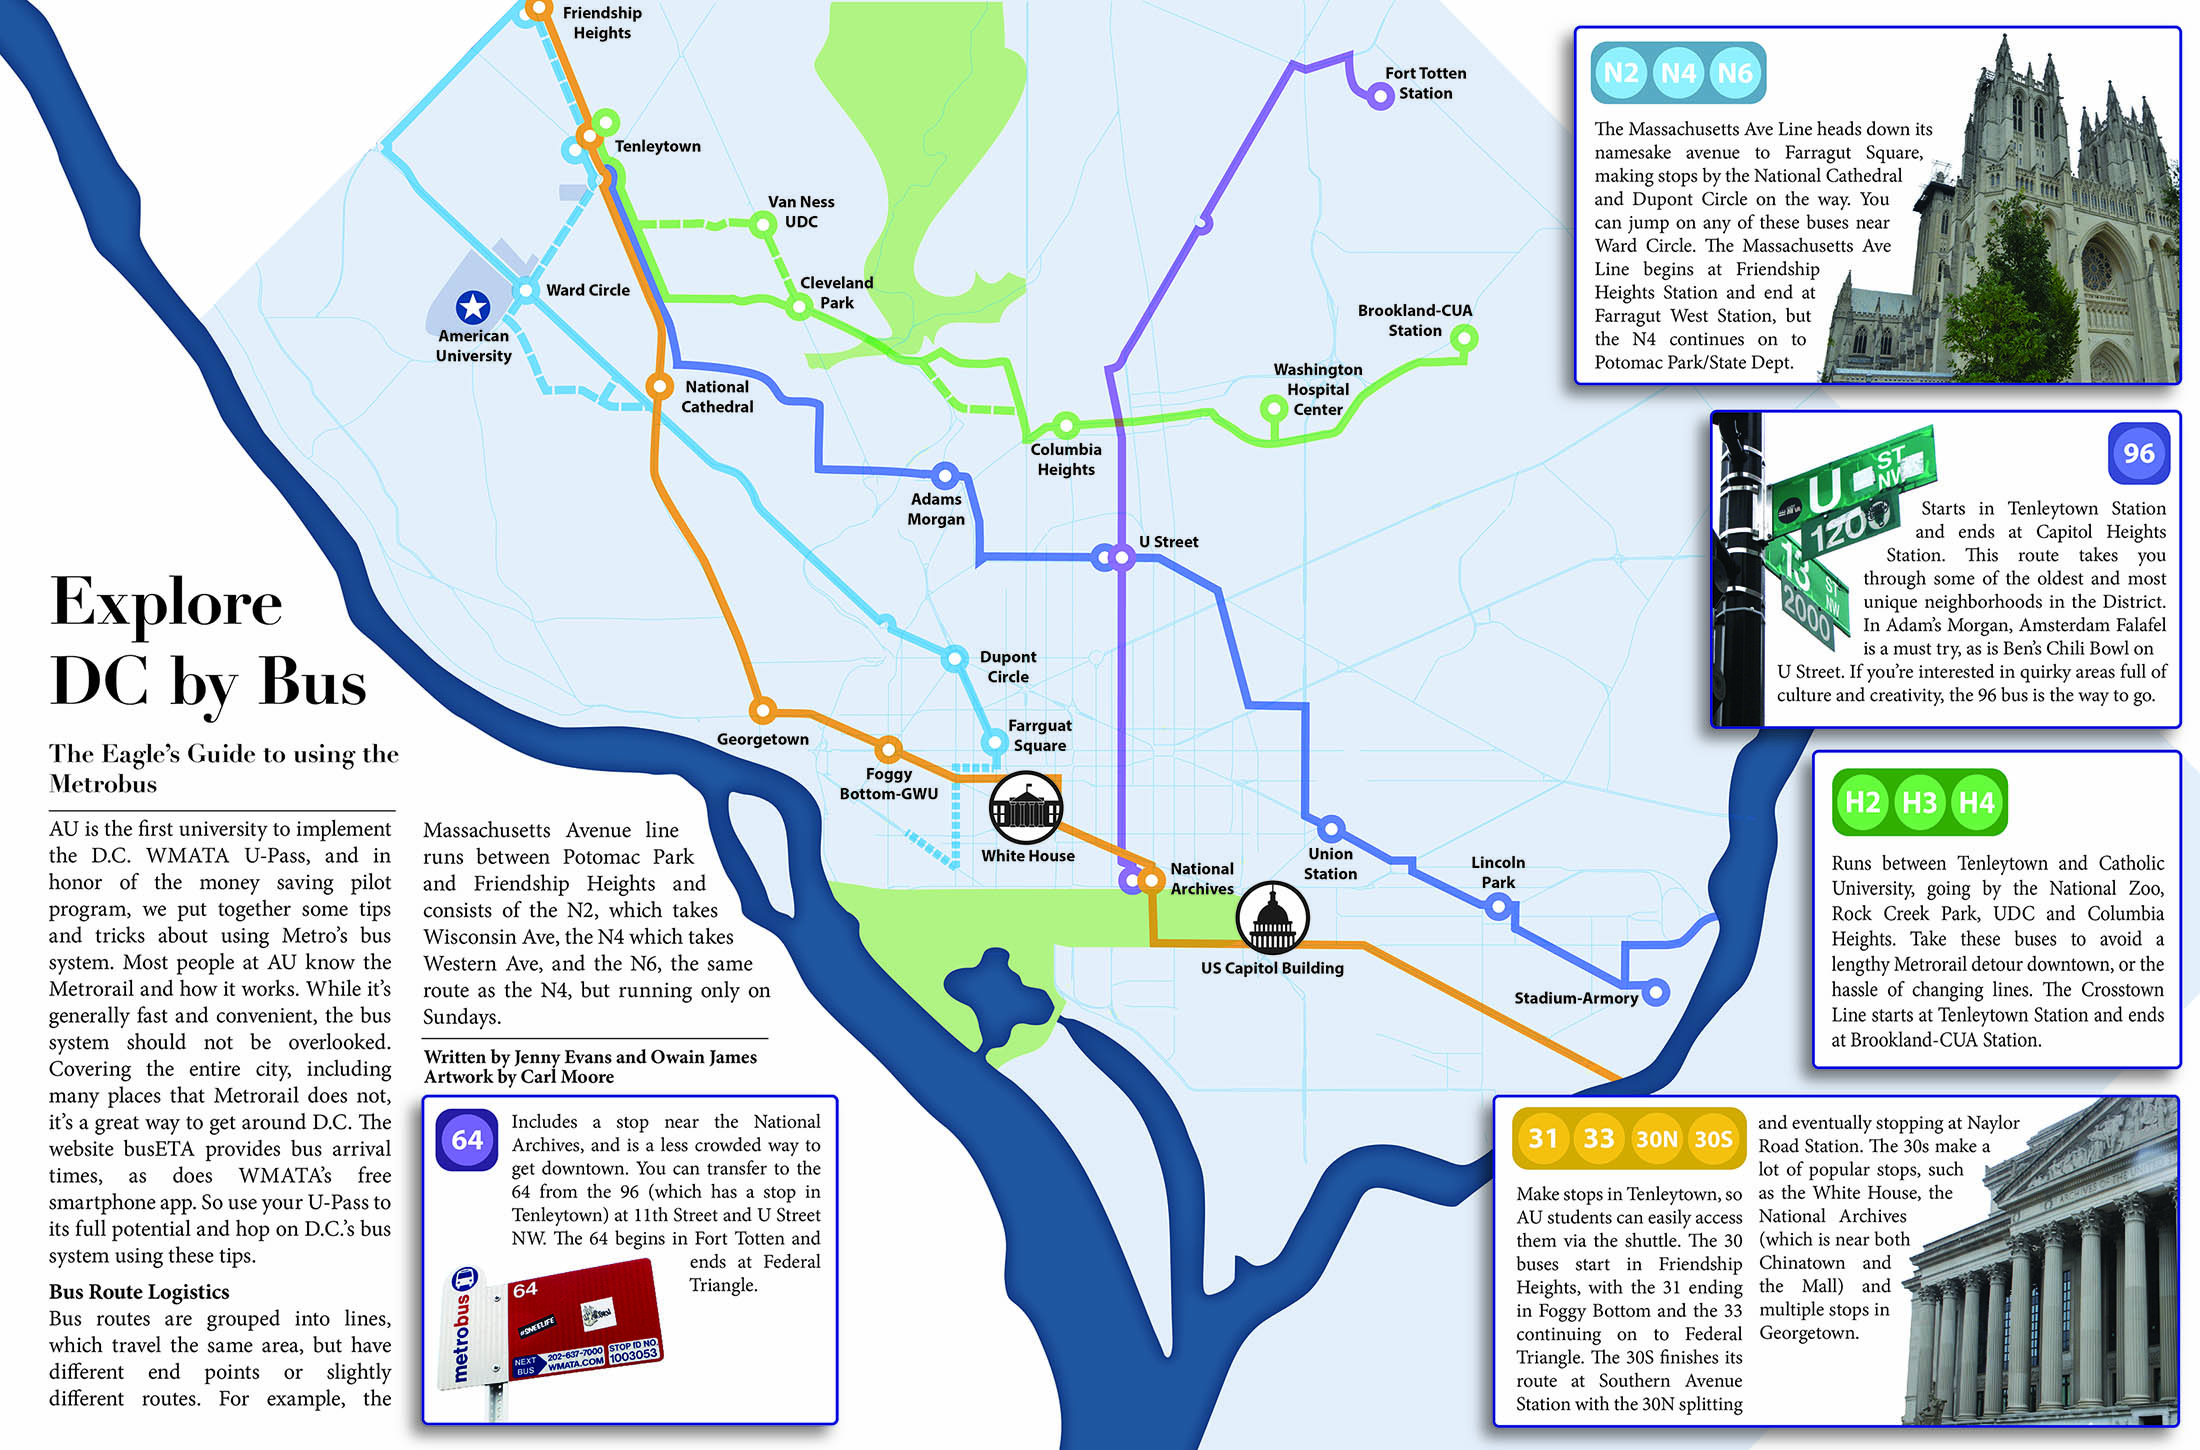 Explore
DC by Bus
The Eagle's Guide to using the
Metrobus
AU is the first university to implement
the D.C. WMATA U-Pass, and in
honor of the money saving pilot
program, we put together some tips
and tricks about using Metro's bus
system. Most people at AU know the
Metrorail and how it works. While it's
generally fast and convenient, the bus
system should not be overlooked.
Covering the entire city, including
many places that Metrorail does not,
it's a great way to get around D.C. The
website busETA provides bus arrival
times, as does WMATA's free
smartphone app. So use your U-Pass to
its full potential and hop on D.C.'s bus
system using these tips.
Bus Route Logistics
Bus routes are grouped into lines,
which travel the same area, but have
different end points or slightly
different routes. For example, the
Massachusetts Avenue line
runs between Potomac Park
and Friendship Heights and
consists of the N2, which takes
Wisconsin Ave, the N4 which takes
Western Ave, and the N6, the same
route as the N4, but running only on
Sundays.
Written by Jenny Evans and Owain James
Artwork by Carl Moore
64
Includes a stop near the National
Archives, and is a less crowded way to
get downtown. You can transfer to the
64 from the 96 (which has a stop in
Tenleytown) at 11th Street and U Street
NW. The 64 begins in Fort Totten and
ends at Federal
Triangle.
metrobus
64
#SNEELIFE
NEXT
BUS
202-637-7000
WMATA.COM
STOP ID NO
1003053
Friendship
Heights
Tenleytown
Van Ness
UDC
Cleveland
Park
Ward Circle
American
University
National
Cathedral
Fort Totten
Station
Brookland-CUA
Station
Washington
Hospital
Center
Columbia
Heights
Adams
Morgan
U Street
Dupont
Circle
Farrguat
Square
Georgetown
Foggy
Bottom-GWU
White House
National
Archives
Union
Station
Lincoln
Park
US Capitol Building
Stadium-Armory
N2 N4 N6
The Massachusetts Ave Line heads down its
namesake avenue to Farragut Square,
making stops by the National Cathedral
and Dupont Circle on the way. You
can jump on any of these buses near
Ward Circle. The Massachusetts Ave
Line begins at Friendship
Heights Station and end at
Farragut West Station, but
the N4 continues on to
Potomac Park/State Dept.
96
U ST NW
1200
13 ST NW
2000
Starts in Tenleytown Station
and ends at Capitol Heights
Station. This route takes you
through some of the oldest and most
unique neighborhoods in the District.
In Adam's Morgan, Amsterdam Falafel
is a must try, as is Ben's Chili Bowl on
U Street. If you're interested in quirky areas full of
culture and creativity, the 96 bus is the way to go.
H2 H3 H4
Runs between Tenleytown and Catholic
University, going by the National Zoo,
Rock Creek Park, UDC and Columbia
Heights. Take these buses to avoid a
lengthy Metrorail detour downtown, or the
hassle of changing lines. The Crosstown
Line starts at Tenleytown Station and ends
at Brookland-CUA Station.
31 33 30N 30S
Make stops in Tenleytown, so
AU students can easily access
them via the shuttle. The 30
buses start in Friendship
Heights, with the 31 ending
in Foggy Bottom and the 33
continuing on to Federal
Triangle. The 30S finishes its
route at Southern Avenue
Station with the 30N splitting
and eventually stopping at Naylor
Road Station. The 30s make a
lot of popular stops, such
as the White House, the
National Archives
(which is near both
Chinatown and
the Mall) and
multiple stops in
Georgetown.
ARCHIVES OF THE